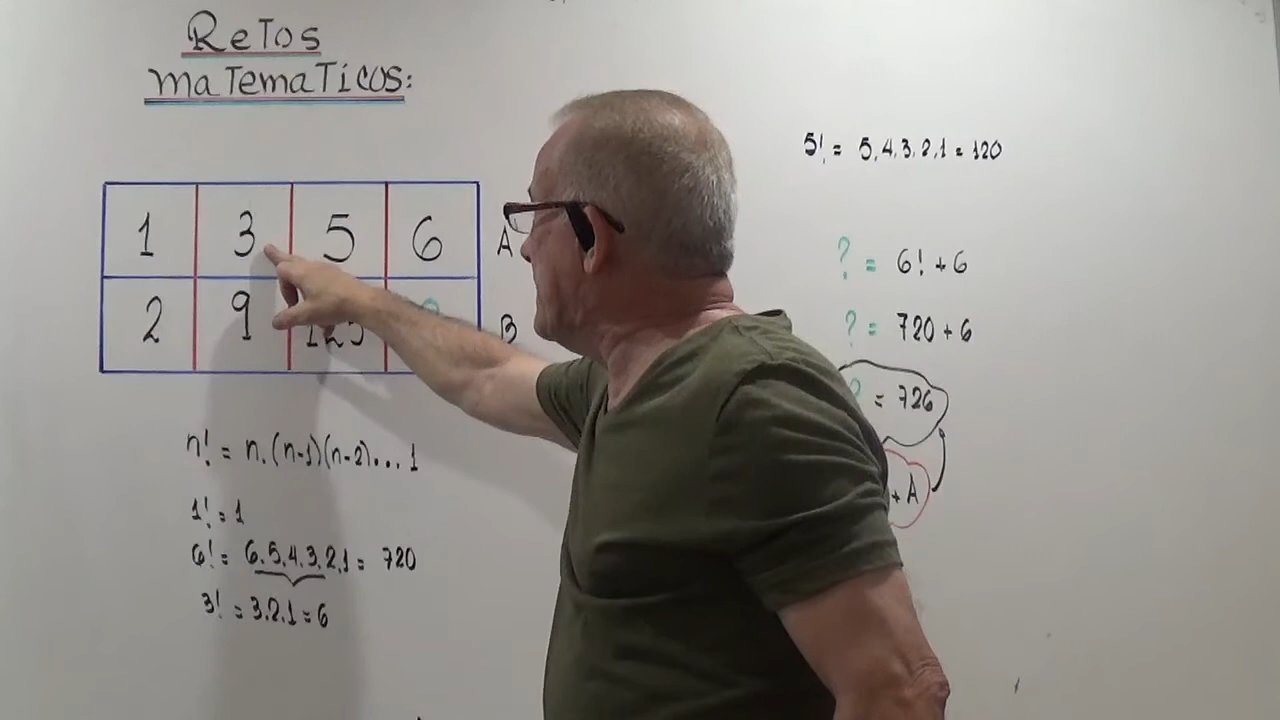 ReTos
maTemaTicos:
1 3 5 6 A
2 9 125 ? B
n! = n.(n-1)(n-2)...1
1! = 1
6! = 6.5.4.3.2.1 = 720
3! = 3.2.1 = 6
5! = 5.4.3.2.1 = 120
? = 6! + 6
? = 720 + 6
? = 726
+ A